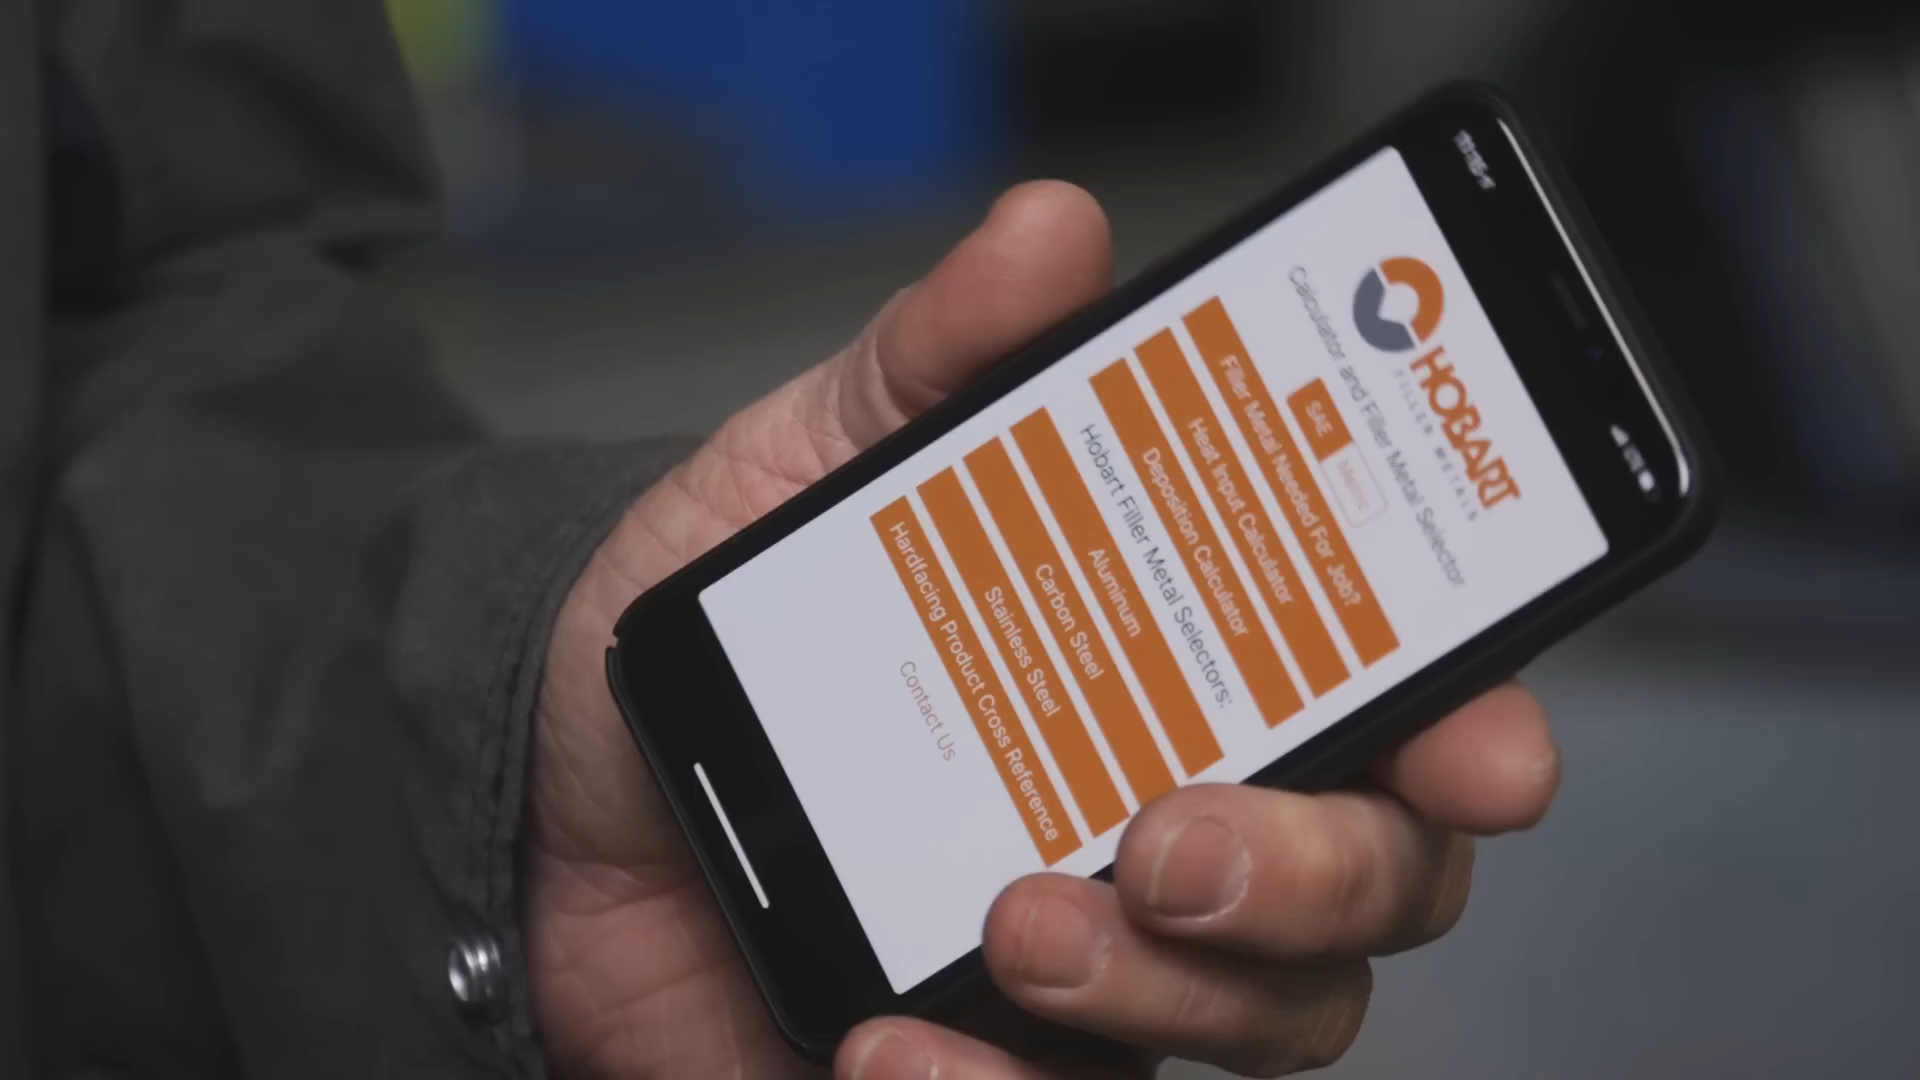 HOBART
FILLER METALS
Calculator and Filler Metal Selector
SAE Metric
Filler Metal Needed For Job?
Heat Input Calculator
Deposition Calculator
Hobart Filler Metal Selectors:
Aluminum
Carbon Steel
Stainless Steel
Hardfacing Product Cross Reference
Contact Us